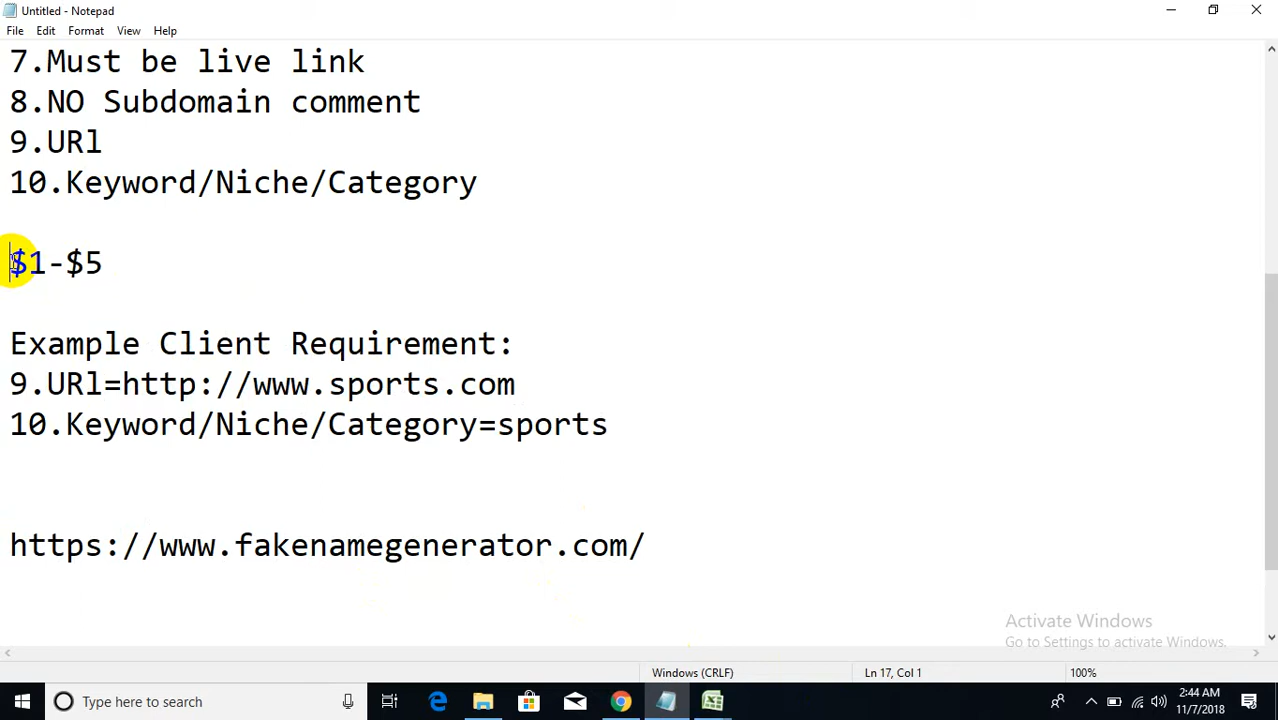 Untitled - Notepad
File Edit Format View Help
7.Must be live link
8.NO Subdomain comment
9.URl
10.Keyword/Niche/Category
$1-$5
Example Client Requirement:
9.URl=http://www.sports.com
10.Keyword/Niche/Category=sports
https://www.fakenamegenerator.com/
Activate Windows
Go to Settings to activate Windows.
Windows (CRLF) Ln 17, Col 1 100%
Type here to search
2:44 AM
11/7/2018